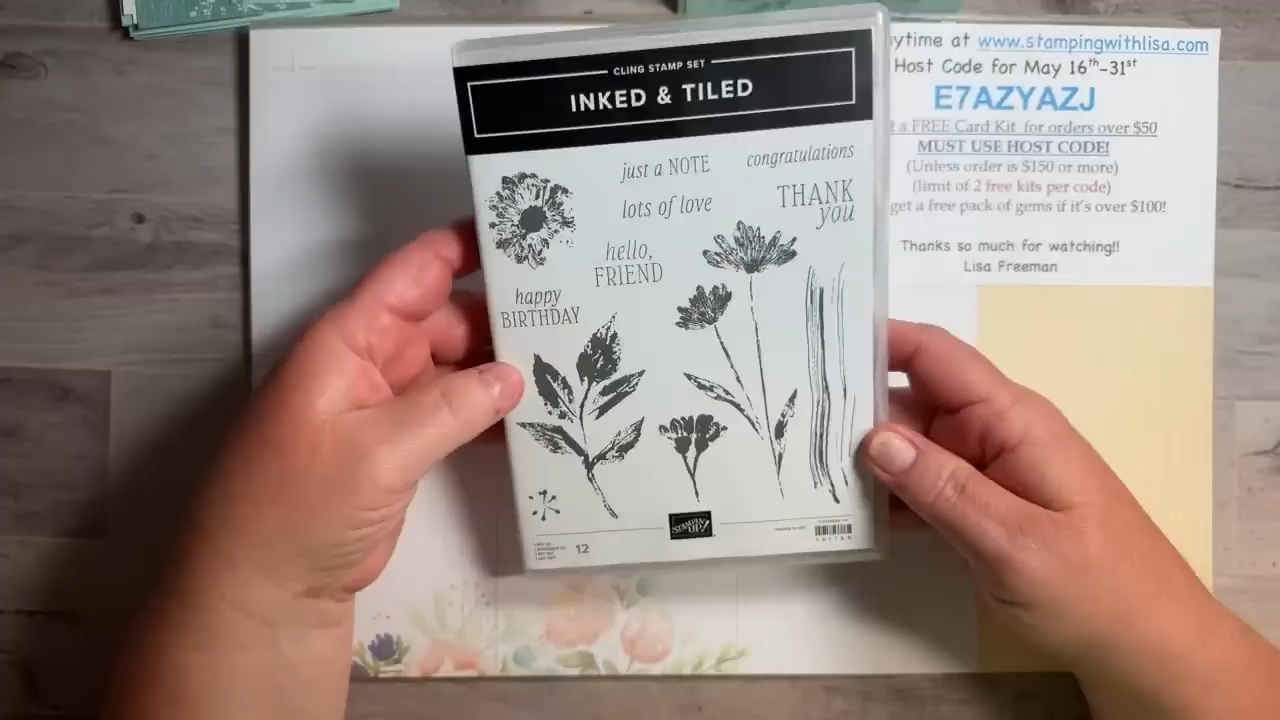 CLING STAMP SET
INKED & TILED
just a NOTE
congratulations
lots of love
THANK
you
hello,
FRIEND
happy
BIRTHDAY
STAMPIN'
UP!
12
ytime at www.stampingwithlisa.com
Host Code for May 16th-31st
E7AZYAZJ
a FREE Card Kit for orders over $50
MUST USE HOST CODE!
(Unless order is $150 or more)
(limit of 2 free kits per code)
get a free pack of gems if it's over $100!
Thanks so much for watching!!
Lisa Freeman